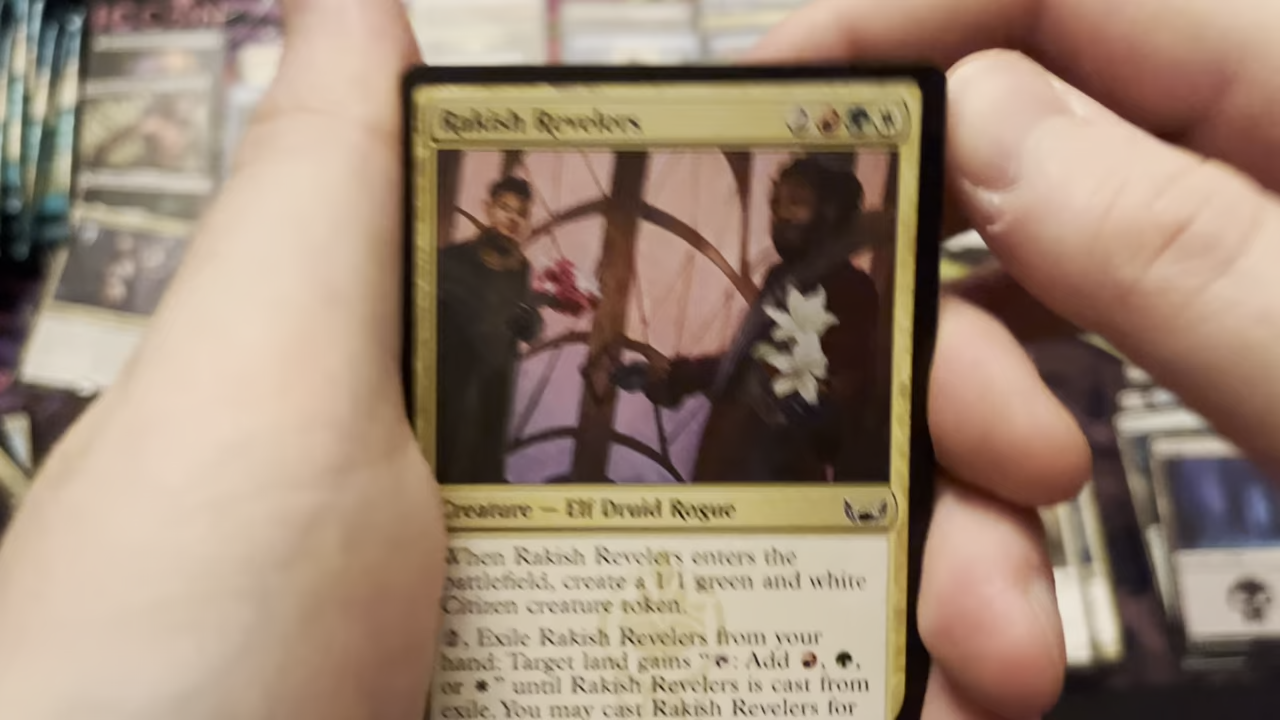 Rakish Revelers
Creature — Elf Druid Rogue
When Rakish Revelers enters the
battlefield, create a 1/1 green and white
Citizen creature token.
2, Exile Rakish Revelers from your
hand: Target land gains “: Add , ,
or ” until Rakish Revelers is cast from
exile. You may cast Rakish Revelers for